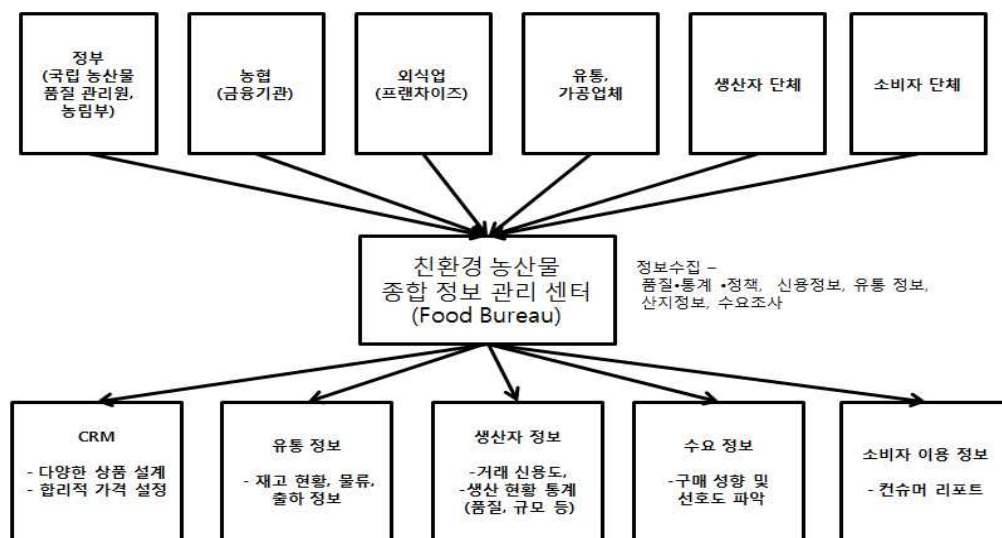 정부
(국립 농산물
품질 관리원,
농림부)
농협
(금융기관)
외식업
(프랜차이즈)
유통,
가공업체
생산자 단체
소비자 단체
친환경 농산물
종합 정보 관리 센터
(Food Bureau)
정보수집 –
품질•통계 •정책, 신용정보, 유통 정보,
산지정보, 수요조사
CRM
- 다양한 상품 설계
- 합리적 가격 설정
유통 정보
- 재고 현황, 물류,
출하 정보
생산자 정보
-거래 신용도,
-생산 현황 통계
(품질, 규모 등)
수요 정보
-구매 성향 및
선호도 파악
소비자 이용 정보
- 컨슈머 리포트